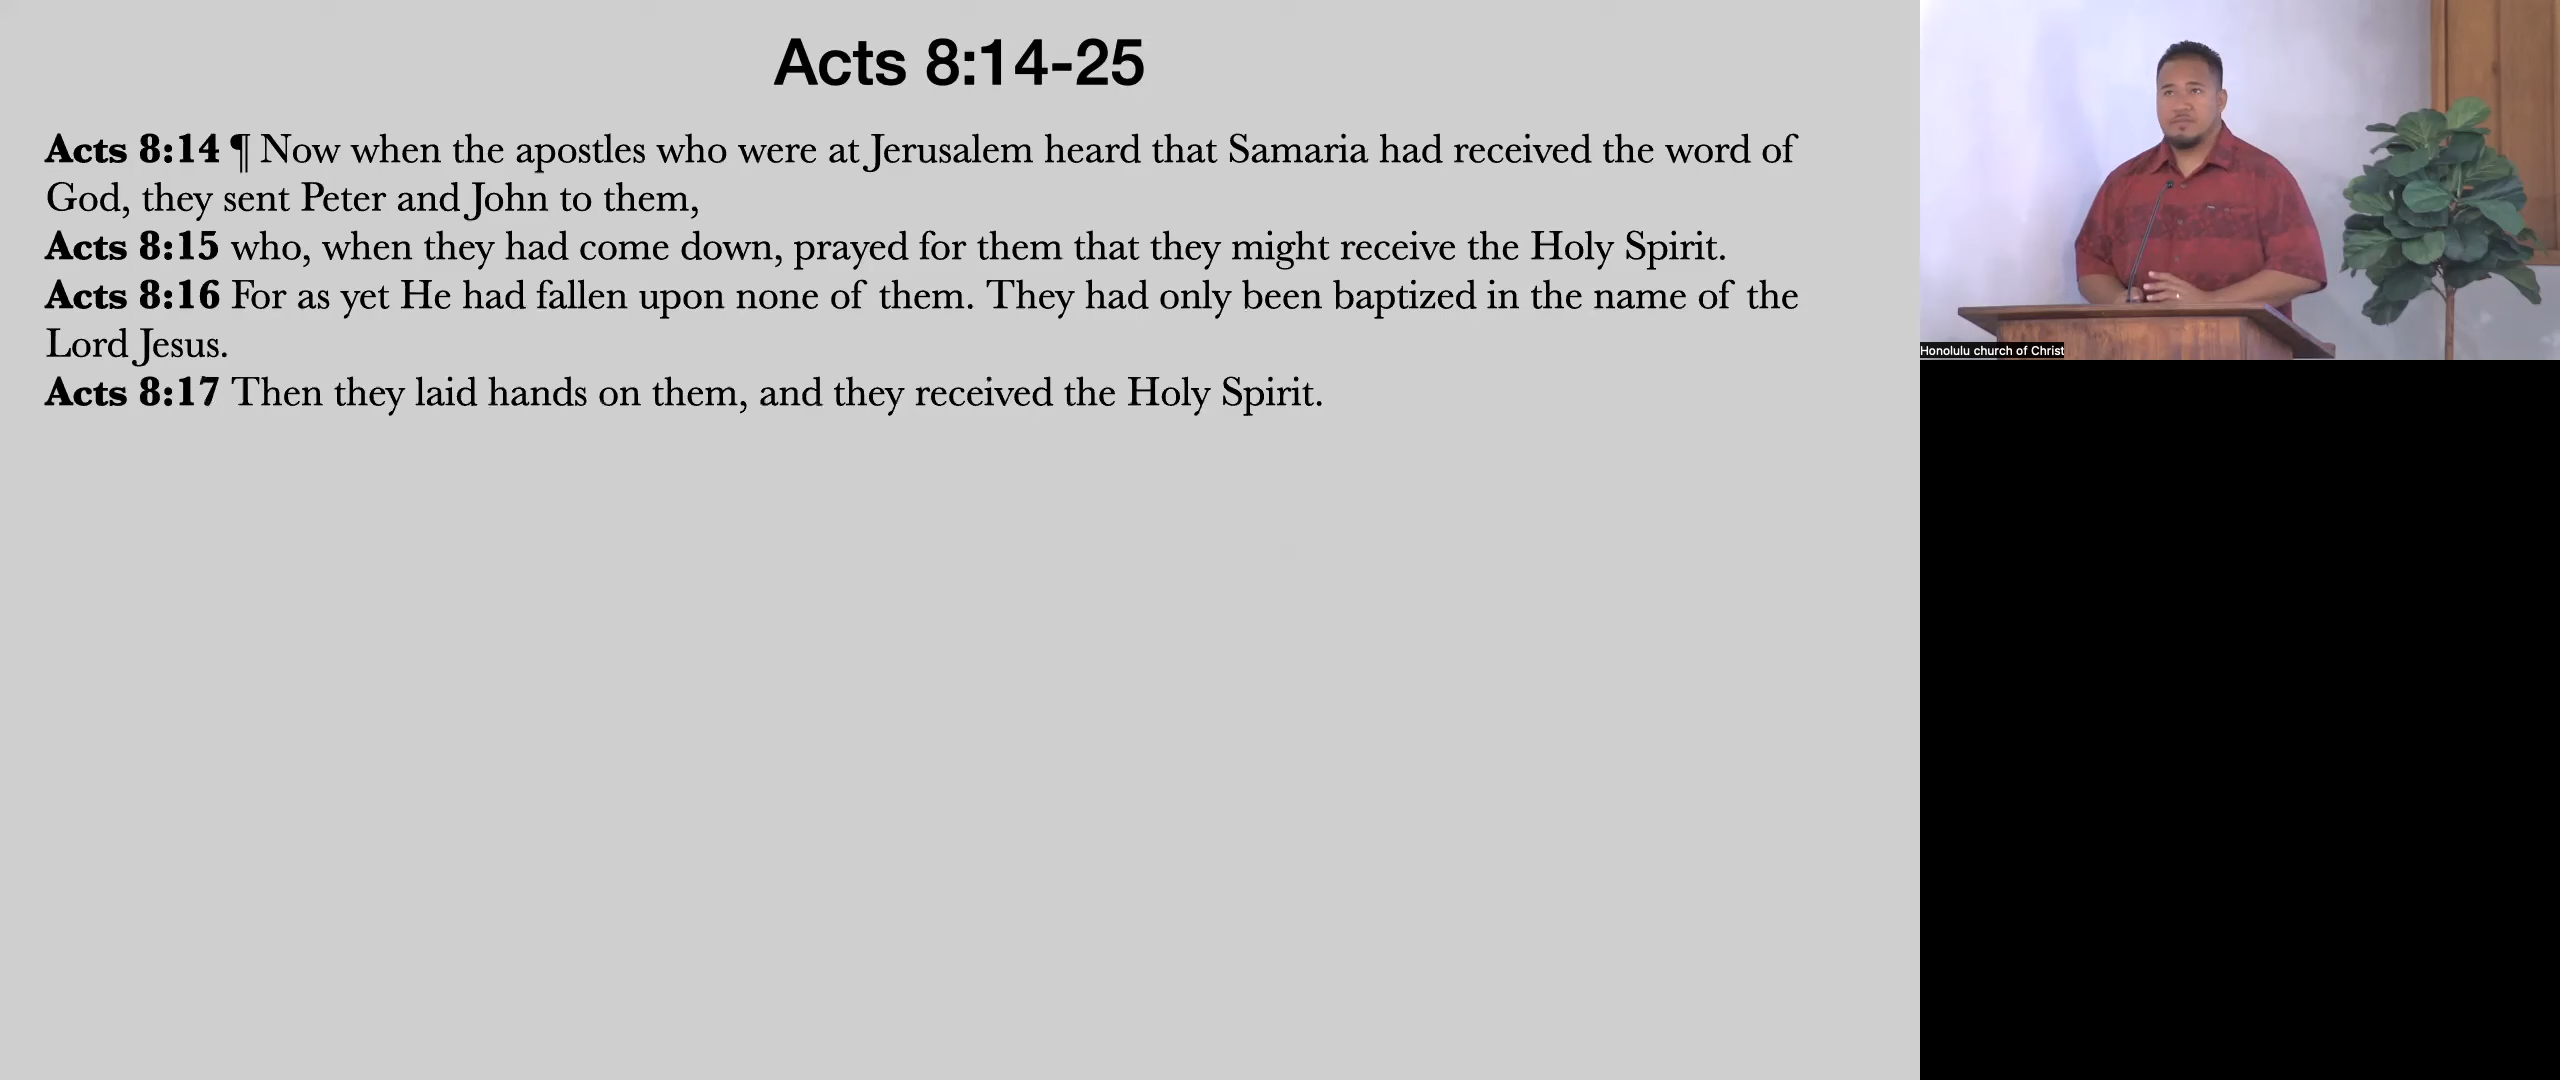 Acts 8:14-25
Acts 8:14 ¶ Now when the apostles who were at Jerusalem heard that Samaria had received the word of
God, they sent Peter and John to them,
Acts 8:15 who, when they had come down, prayed for them that they might receive the Holy Spirit.
Acts 8:16 For as yet He had fallen upon none of them. They had only been baptized in the name of the
Lord Jesus.
Acts 8:17 Then they laid hands on them, and they received the Holy Spirit.
Honolulu church of Christ